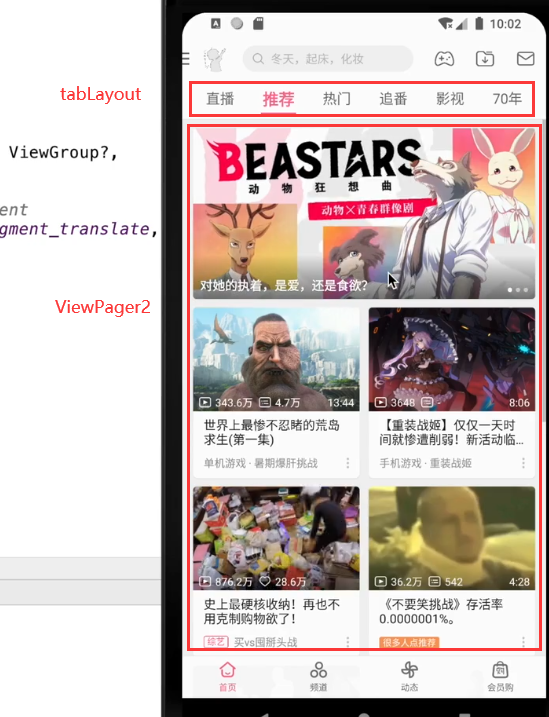 10:02
冬天，起床，化妆
tabLayout
直播 推荐 热门 追番 影视 70年
ViewGroup?,
ent
gment_translate,
BEASTARS
动物狂想曲
动物×青春群像剧
对她的执着，是爱，还是食欲？
ViewPager2
343.6万 4.7万 13:44
3648 - 8:06
世界上最惨不忍睹的荒岛
求生(第一集)
【重装战姬】仅仅一天时
间就惨遭削弱！新活动临...
单机游戏 · 暑期爆肝挑战
手机游戏 · 重装战姬
876.2万 28.6万
36.2万 542 4:28
史上最硬核收纳！再也不
用克制购物欲了！
《不要笑挑战》存活率
0.0000001%。
综艺 买vs囤掰头战
很多人点推荐
首页 频道 动态 会员购